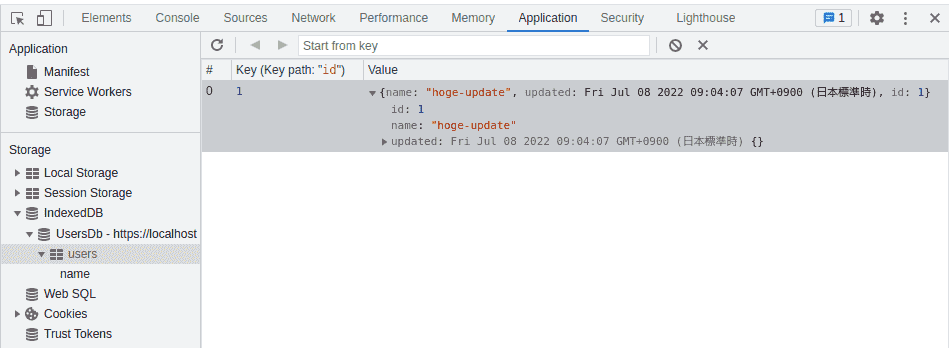 Elements Console Sources Network Performance Memory Application Security Lighthouse 1
Application
Manifest
Service Workers
Storage
Storage
Local Storage
Session Storage
IndexedDB
UsersDb - https://localhost
users
name
Web SQL
Cookies
Trust Tokens
Start from key
# Key (Key path: "id") Value
0 1 {name: "hoge-update", updated: Fri Jul 08 2022 09:04:07 GMT+0900 (日本標準時), id: 1}
id: 1
name: "hoge-update"
updated: Fri Jul 08 2022 09:04:07 GMT+0900 (日本標準時) {}